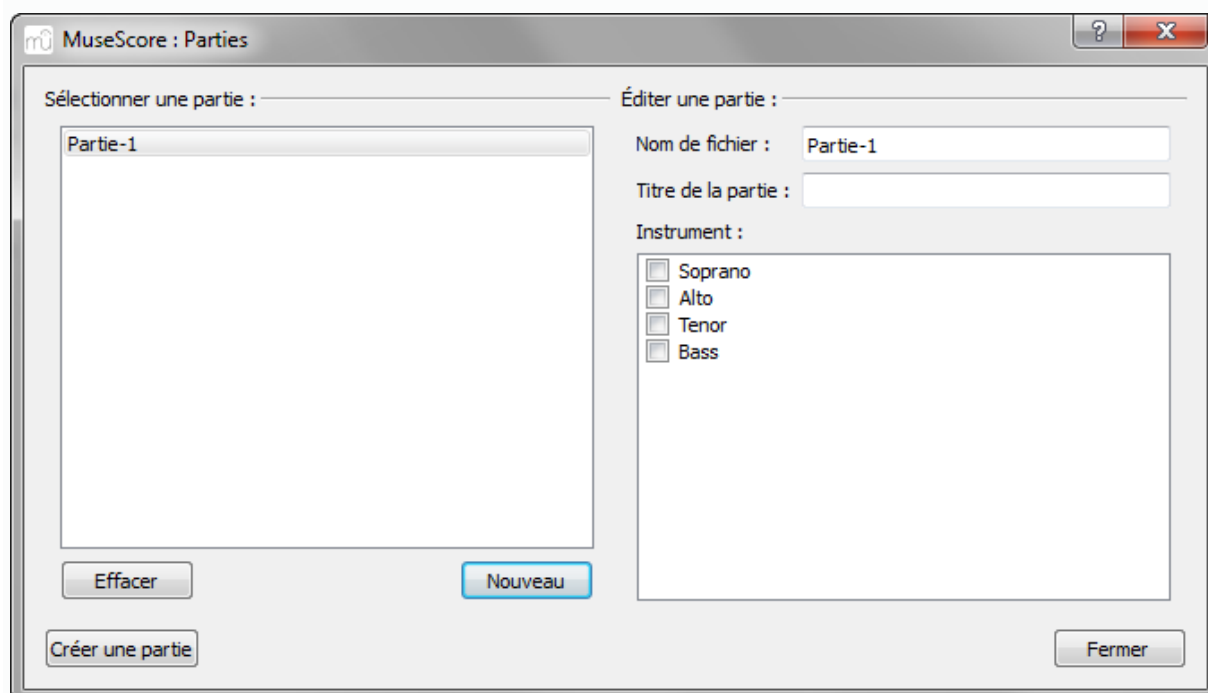 MuseScore : Parties
Sélectionner une partie :
Partie-1
Effacer
Nouveau
Créer une partie
Éditer une partie :
Nom de fichier : Partie-1
Titre de la partie :
Instrument :
Soprano
Alto
Tenor
Bass
Fermer